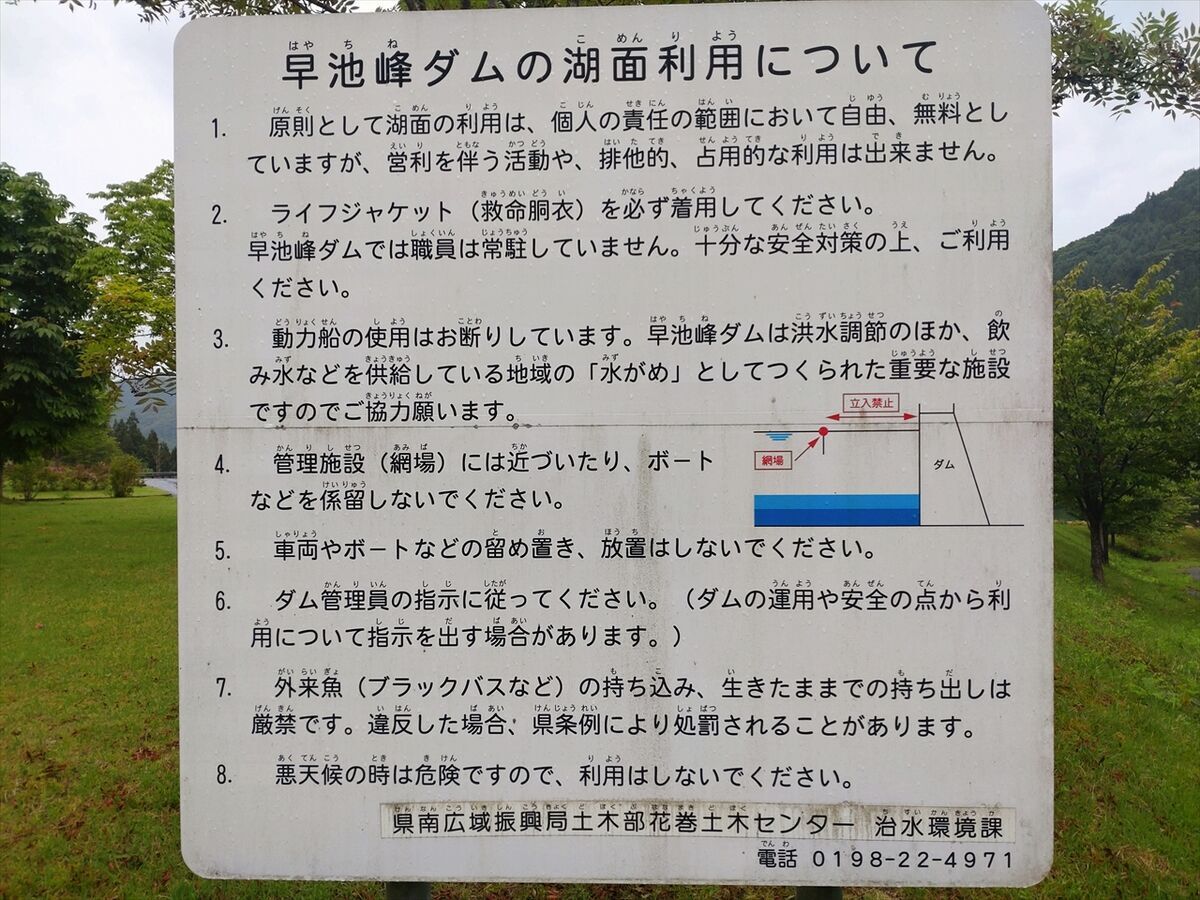 早池峰ダムの湖面利用について
1. 原則として湖面の利用は、個人の責任の範囲において自由、無料とし
ていますが、営利を伴う活動や、排他的、占用的な利用は出来ません。
2. ライフジャケット（救命胴衣）を必ず着用してください。
早池峰ダムでは職員は常駐していません。十分な安全対策の上、ご利用
ください。
3. 動力船の使用はお断りしています。早池峰ダムは洪水調節のほか、飲
み水などを供給している地域の「水がめ」としてつくられた重要な施設
ですのでご協力願います。
立入禁止
網場
ダム
4. 管理施設（網場）には近づいたり、ボート
などを係留しないでください。
5. 車両やボートなどの留め置き、放置はしないでください。
6. ダム管理員の指示に従ってください。（ダムの運用や安全の点から利
用について指示を出す場合があります。）
7. 外来魚（ブラックバスなど）の持ち込み、生きたままでの持ち出しは
厳禁です。違反した場合、県条例により処罰されることがあります。
8. 悪天候の時は危険ですので、利用はしないでください。
県南広域振興局土木部花巻土木センター 治水環境課
電話 0198-22-4971